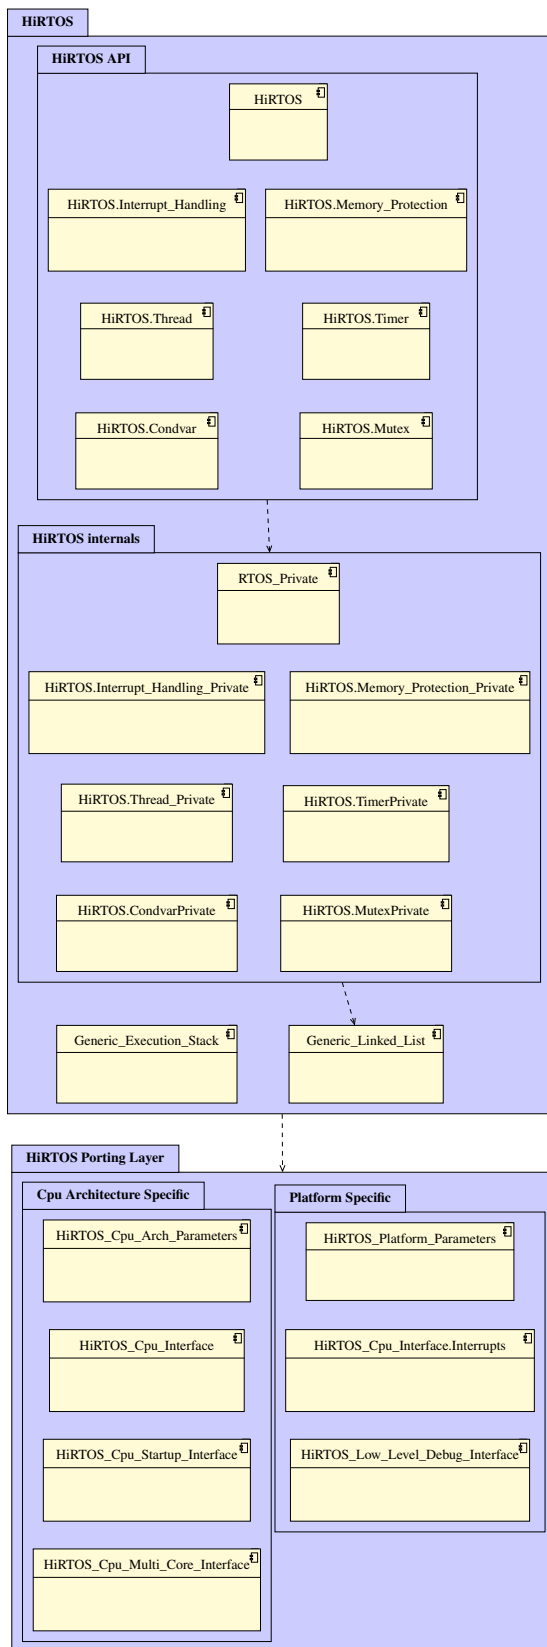 HiRTOS
HiRTOS API
HiRTOS
HiRTOS.Interrupt_Handling
HiRTOS.Memory_Protection
HiRTOS.Thread
HiRTOS.Timer
HiRTOS.Condvar
HiRTOS.Mutex
HiRTOS internals
RTOS_Private
HiRTOS.Interrupt_Handling_Private
HiRTOS.Memory_Protection_Private
HiRTOS.Thread_Private
HiRTOS.TimerPrivate
HiRTOS.CondvarPrivate
HiRTOS.MutexPrivate
Generic_Execution_Stack
Generic_Linked_List
HiRTOS Porting Layer
Cpu Architecture Specific
Platform Specific
HiRTOS_Cpu_Arch_Parameters
HiRTOS_Platform_Parameters
HiRTOS_Cpu_Interface
HiRTOS_Cpu_Interface.Interrupts
HiRTOS_Cpu_Startup_Interface
HiRTOS_Low_Level_Debug_Interface
HiRTOS_Cpu_Multi_Core_Interface